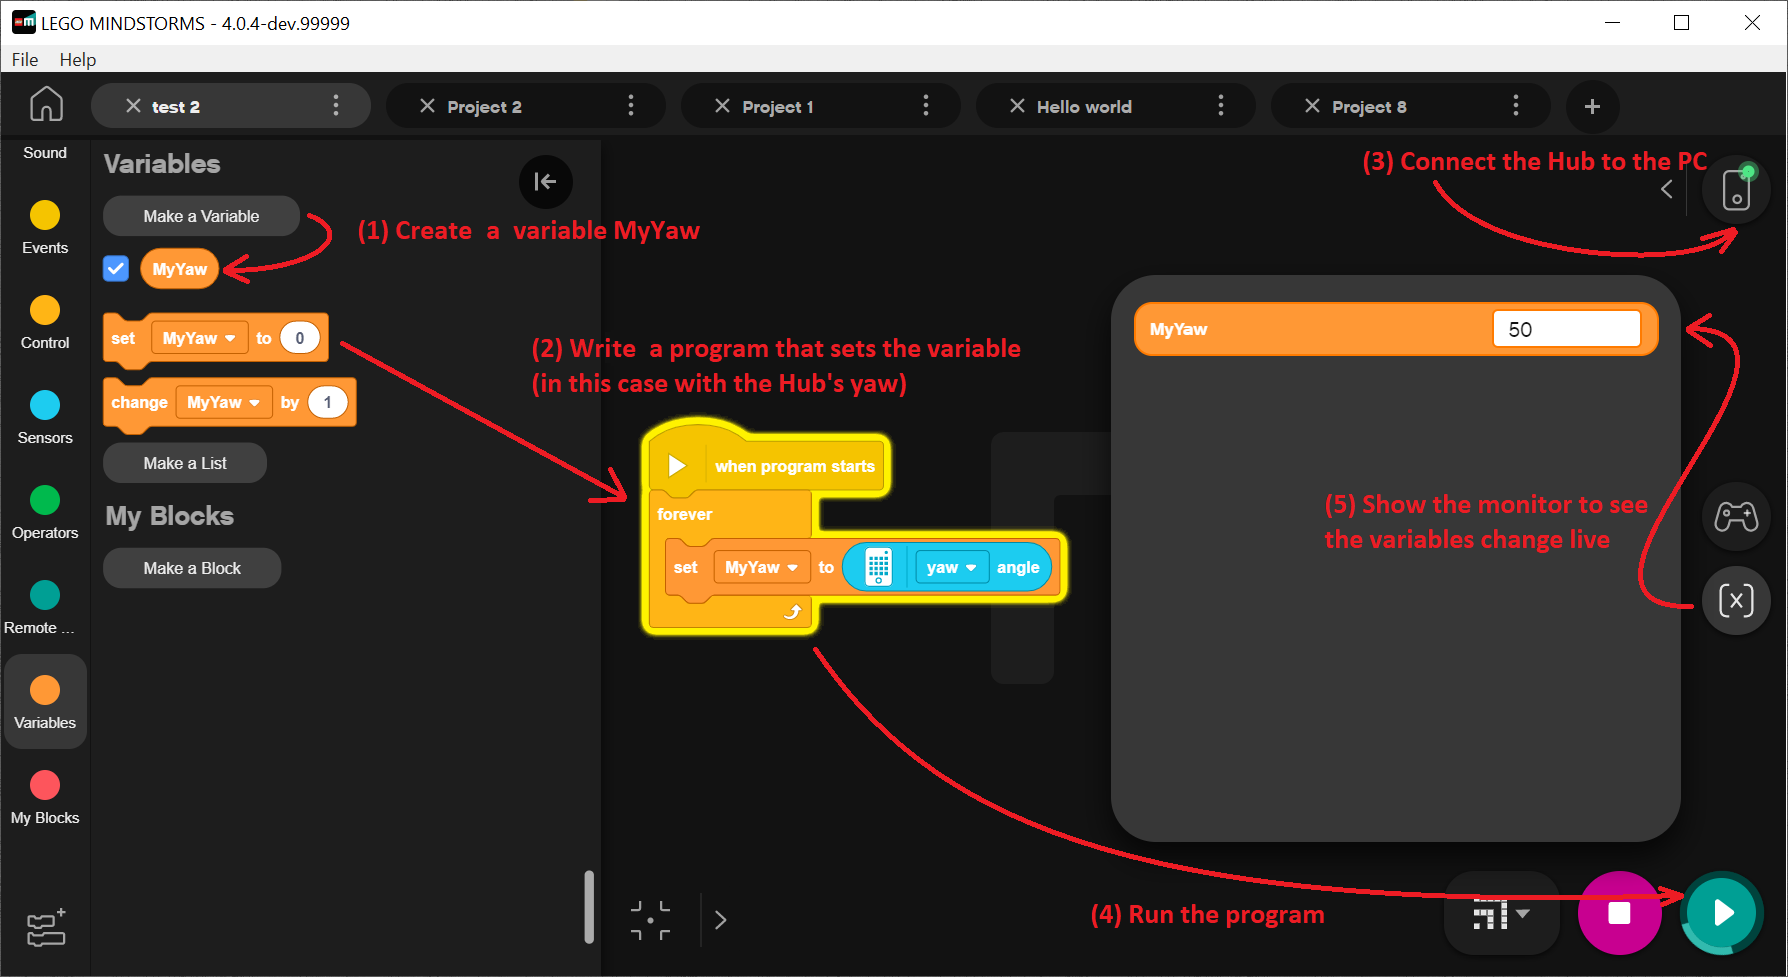 LEGO MINDSTORMS - 4.0.4-dev.99999
File Help
test 2
Project 2
Project 1
Hello world
Project 8
Sound
Events
Control
Sensors
Operators
Remote ...
Variables
My Blocks
Variables
Make a Variable
MyYaw
set MyYaw to 0
change MyYaw by 1
Make a List
My Blocks
Make a Block
(1) Create a variable MyYaw
(2) Write a program that sets the variable
(in this case with the Hub's yaw)
when program starts
forever
set MyYaw to yaw angle
(3) Connect the Hub to the PC
MyYaw 50
(5) Show the monitor to see
the variables change live
(4) Run the program